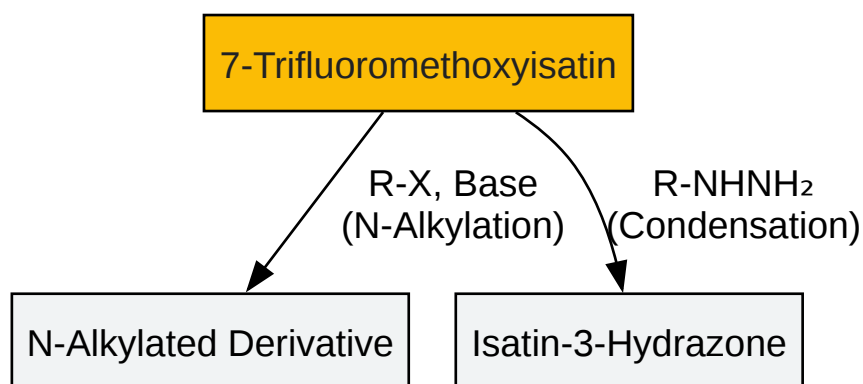 7-Trifluoromethoxyisatin
R-X, Base
(N-Alkylation)
R-NHNH₂
(Condensation)
N-Alkylated Derivative
Isatin-3-Hydrazone